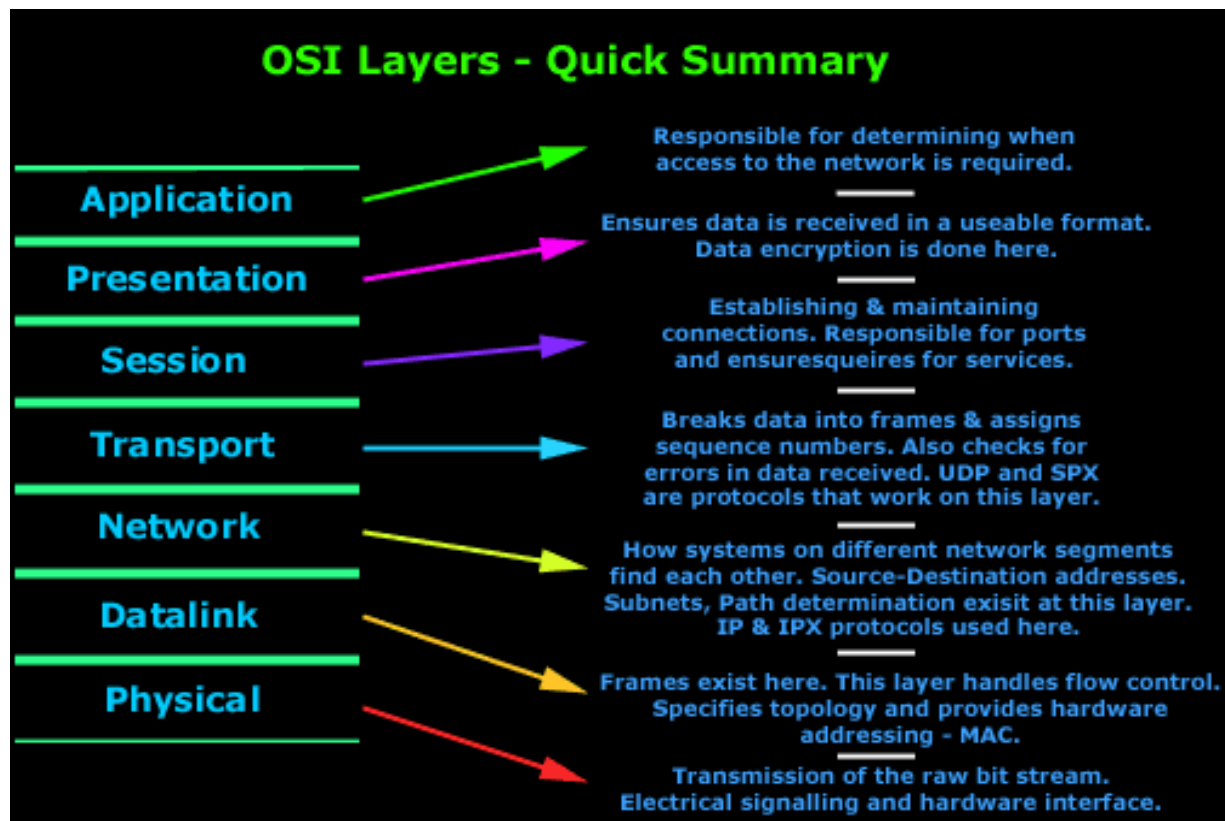 OSI Layers - Quick Summary
Application
Responsible for determining when
access to the network is required.
Presentation
Ensures data is received in a useable format.
Data encryption is done here.
Session
Establishing & maintaining
connections. Responsible for ports
and ensuresqueires for services.
Transport
Breaks data into frames & assigns
sequence numbers. Also checks for
errors in data received. UDP and SPX
are protocols that work on this layer.
Network
How systems on different network segments
find each other. Source-Destination addresses.
Subnets, Path determination exisit at this layer.
IP & IPX protocols used here.
Datalink
Frames exist here. This layer handles flow control.
Specifies topology and provides hardware
addressing - MAC.
Physical
Transmission of the raw bit stream.
Electrical signalling and hardware interface.